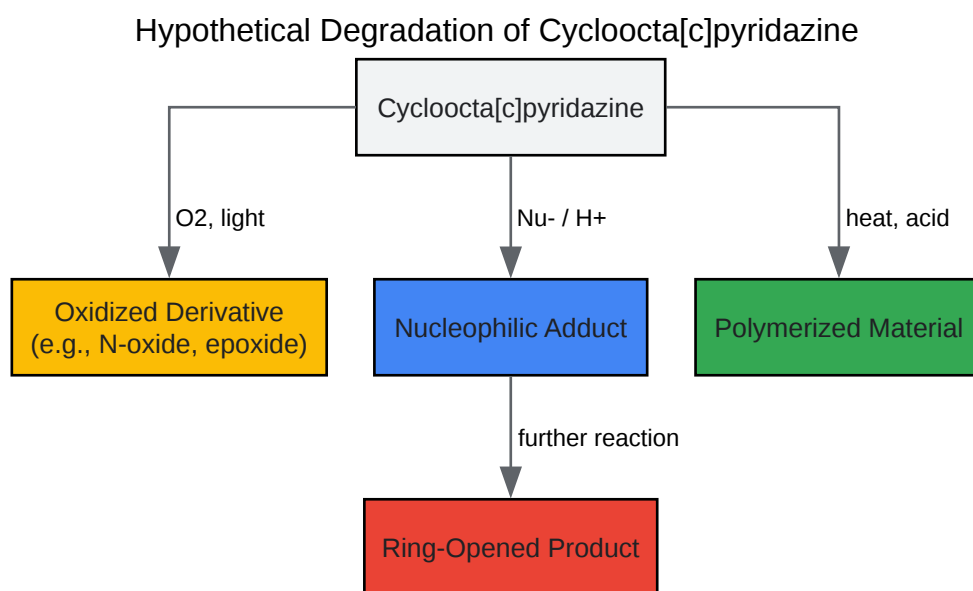 Hypothetical Degradation of Cycloocta[c]pyridazine
Cycloocta[c]pyridazine
O2, light
Nu- / H+
heat, acid
Oxidized Derivative
(e.g., N-oxide, epoxide)
Nucleophilic Adduct
Polymerized Material
further reaction
Ring-Opened Product